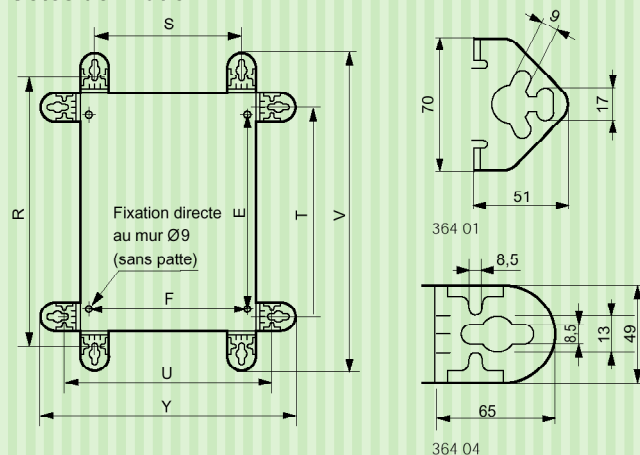 S
R
E
T
V
Fixation directe
au mur Ø9
(sans patte)
F
U
Y
9
70
17
51
364 01
8,5
8,5
13
49
65
364 04